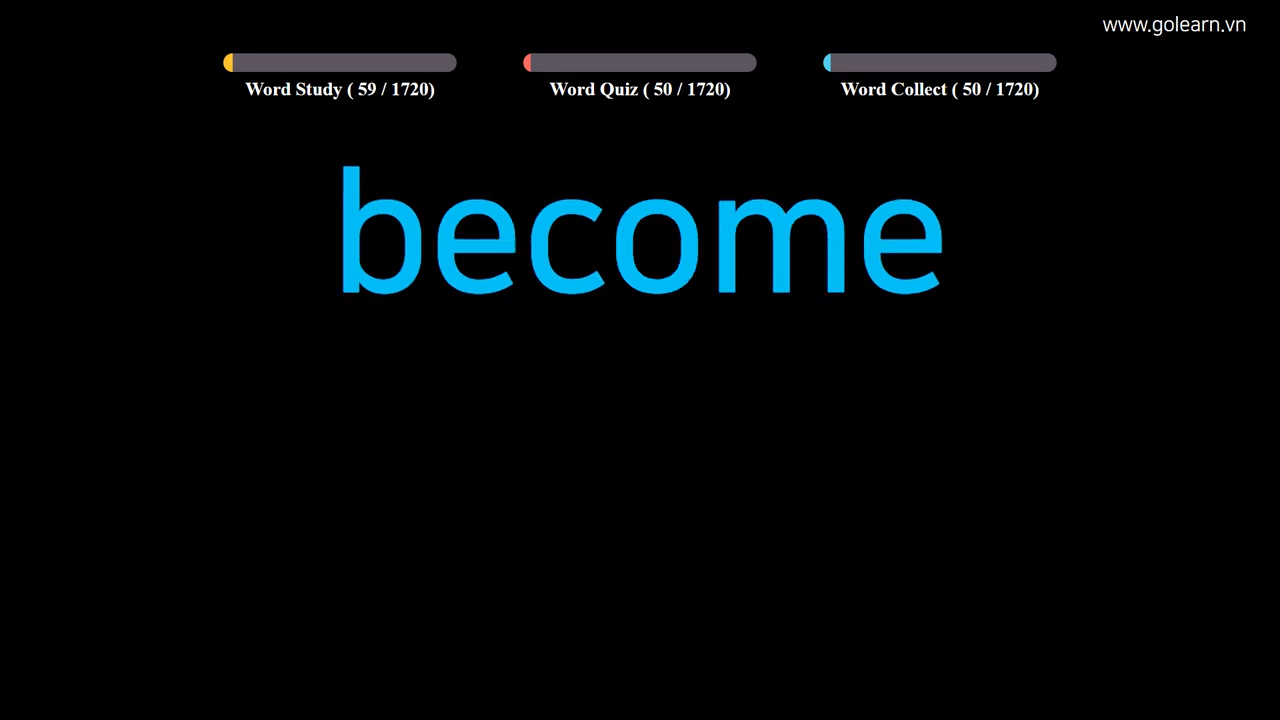 www.golearn.vn
Word Study ( 59 / 1720)
Word Quiz ( 50 / 1720)
Word Collect ( 50 / 1720)
become